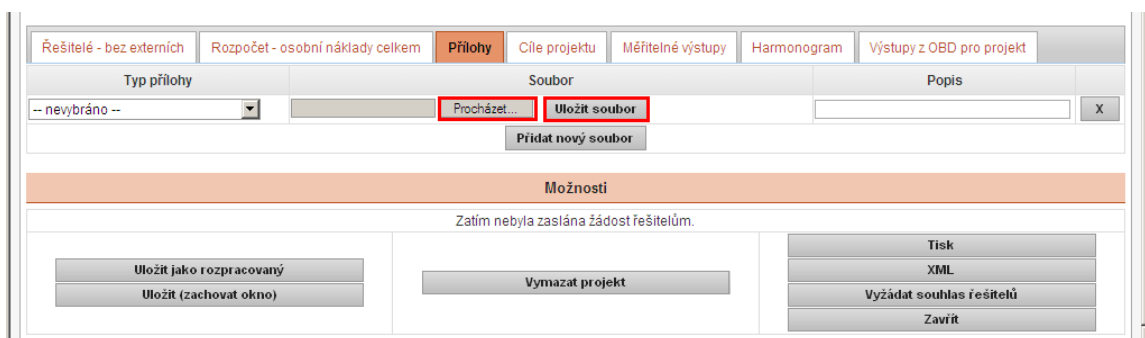 Řešitelé - bez externích Rozpočet - osobní náklady celkem Přílohy Cíle projektu Měřitelné výstupy Harmonogram Výstupy z OBD pro projekt
Typ přílohy Soubor Popis
-- nevybráno -- Procházet... Uložit soubor X
Přidat nový soubor
Možnosti
Zatím nebyla zaslána žádost řešitelům.
Tisk
Uložit jako rozpracovaný XML
Vymazat projekt
Uložit (zachovat okno) Vyžádat souhlas řešitelů
Zavřít